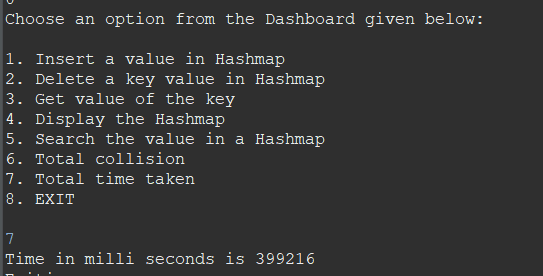 Choose an option from the Dashboard given below:
1. Insert a value in Hashmap
2. Delete a key value in Hashmap
3. Get value of the key
4. Display the Hashmap
5. Search the value in a Hashmap
6. Total collision
7. Total time taken
8. EXIT
7
Time in milli seconds is 399216